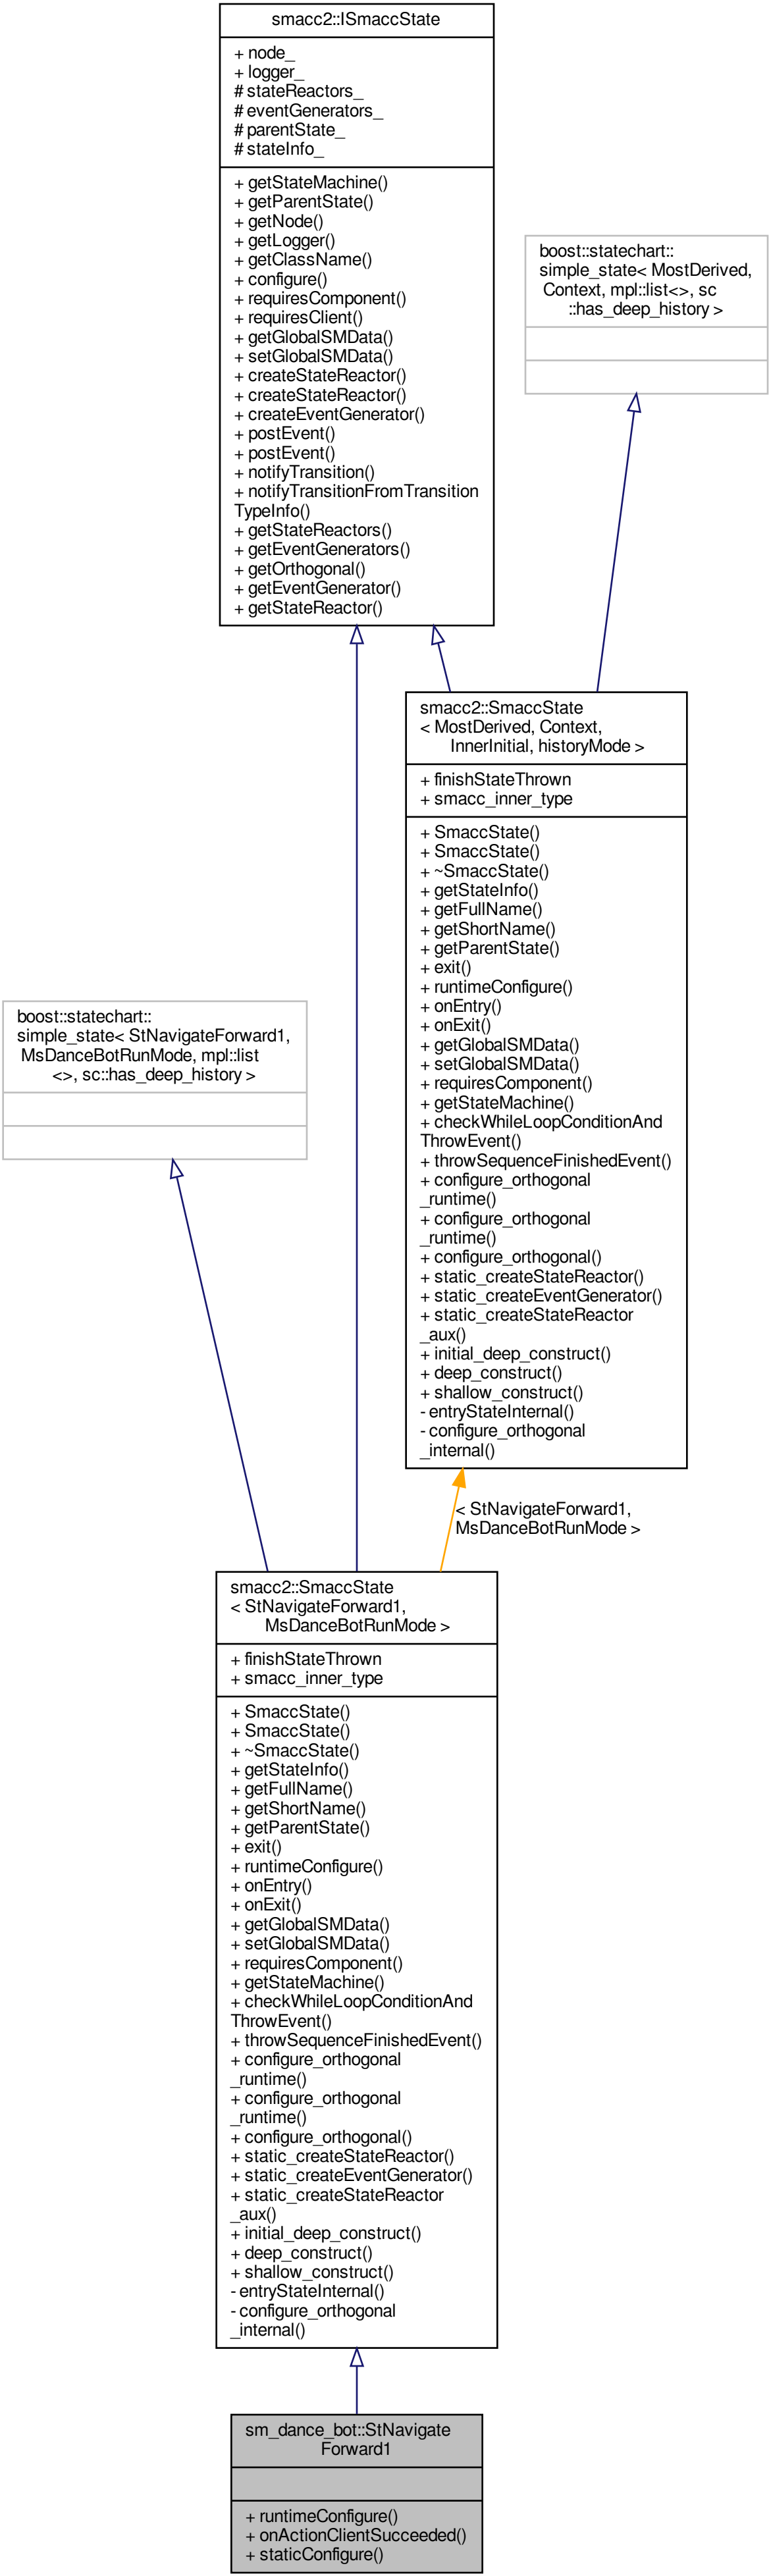 smacc2::ISmaccState
+ node_
+ logger_
# stateReactors_
# eventGenerators_
# parentState_
# stateInfo_
+ getStateMachine()
+ getParentState()
+ getNode()
+ getLogger()
+ getClassName()
+ configure()
+ requiresComponent()
+ requiresClient()
+ getGlobalSMData()
+ setGlobalSMData()
+ createStateReactor()
+ createStateReactor()
+ createEventGenerator()
+ postEvent()
+ postEvent()
+ notifyTransition()
+ notifyTransitionFromTransition
TypeInfo()
+ getStateReactors()
+ getEventGenerators()
+ getOrthogonal()
+ getEventGenerator()
+ getStateReactor()
boost::statechart::
simple_state< MostDerived,
Context, mpl::list<>, sc
::has_deep_history >
smacc2::SmaccState
< MostDerived, Context,
InnerInitial, historyMode >
+ finishStateThrown
+ smacc_inner_type
+ SmaccState()
+ SmaccState()
+ ~SmaccState()
+ getStateInfo()
+ getFullName()
+ getShortName()
+ getParentState()
+ exit()
+ runtimeConfigure()
+ onEntry()
+ onExit()
+ getGlobalSMData()
+ setGlobalSMData()
+ requiresComponent()
+ getStateMachine()
+ checkWhileLoopConditionAnd
ThrowEvent()
+ throwSequenceFinishedEvent()
+ configure_orthogonal
_runtime()
+ configure_orthogonal
_runtime()
+ configure_orthogonal()
+ static_createStateReactor()
+ static_createEventGenerator()
+ static_createStateReactor
_aux()
+ initial_deep_construct()
+ deep_construct()
+ shallow_construct()
- entryStateInternal()
- configure_orthogonal
_internal()
boost::statechart::
simple_state< StNavigateForward1,
MsDanceBotRunMode, mpl::list
<>, sc::has_deep_history >
< StNavigateForward1,
MsDanceBotRunMode >
smacc2::SmaccState
< StNavigateForward1,
MsDanceBotRunMode >
+ finishStateThrown
+ smacc_inner_type
+ SmaccState()
+ SmaccState()
+ ~SmaccState()
+ getStateInfo()
+ getFullName()
+ getShortName()
+ getParentState()
+ exit()
+ runtimeConfigure()
+ onEntry()
+ onExit()
+ getGlobalSMData()
+ setGlobalSMData()
+ requiresComponent()
+ getStateMachine()
+ checkWhileLoopConditionAnd
ThrowEvent()
+ throwSequenceFinishedEvent()
+ configure_orthogonal
_runtime()
+ configure_orthogonal
_runtime()
+ configure_orthogonal()
+ static_createStateReactor()
+ static_createEventGenerator()
+ static_createStateReactor
_aux()
+ initial_deep_construct()
+ deep_construct()
+ shallow_construct()
- entryStateInternal()
- configure_orthogonal
_internal()
sm_dance_bot::StNavigate
Forward1
+ runtimeConfigure()
+ onActionClientSucceeded()
+ staticConfigure()